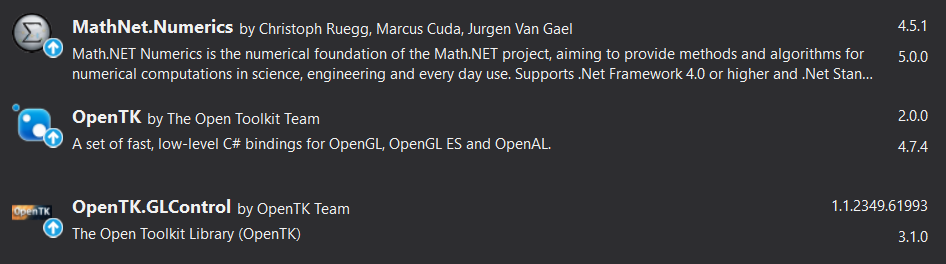 MathNet.Numerics by Christoph Ruegg, Marcus Cuda, Jurgen Van Gael 4.5.1
Math.NET Numerics is the numerical foundation of the Math.NET project, aiming to provide methods and algorithms for 5.0.0
numerical computations in science, engineering and every day use. Supports .Net Framework 4.0 or higher and .Net Stan...
OpenTK by The Open Toolkit Team 2.0.0
A set of fast, low-level C# bindings for OpenGL, OpenGL ES and OpenAL. 4.7.4
OpenTK.GLControl by OpenTK Team 1.1.2349.61993
OpenTK
The Open Toolkit Library (OpenTK) 3.1.0